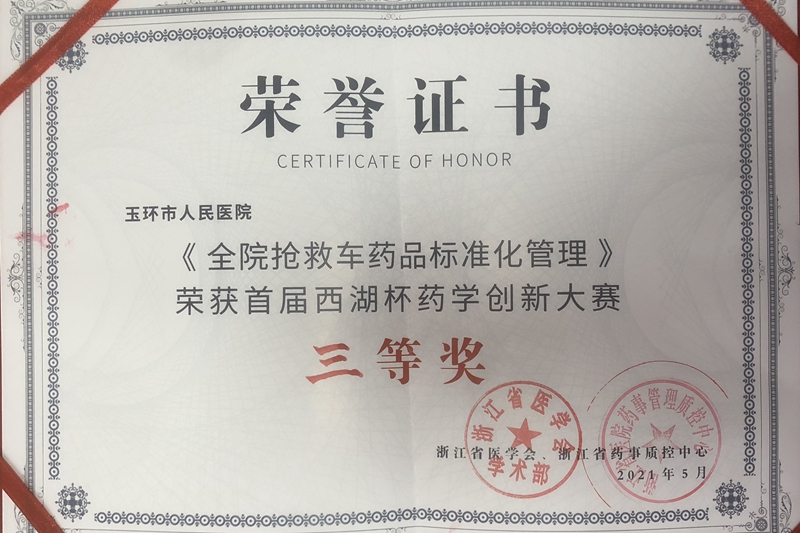 荣誉证书
CERTIFICATE OF HONOR
玉环市人民医院
《全院抢救车药品标准化管理》
荣获首届西湖杯药学创新大赛
三等奖
浙江省医学会、浙江省药事质控中心
2021年5月
浙江省医学会
学术部
医院药事管理质控中心